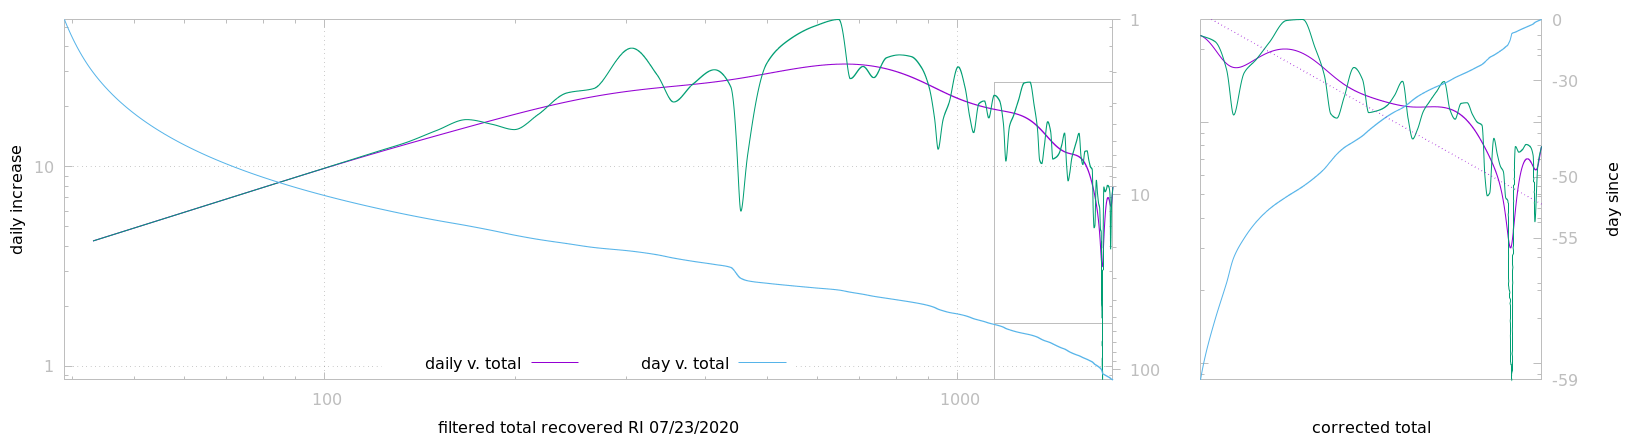 daily increase
10
1
100
1000
daily v. total
day v. total
1
10
100
filtered total recovered RI 07/23/2020
0
-30
-50
-55
-59
day since
corrected total